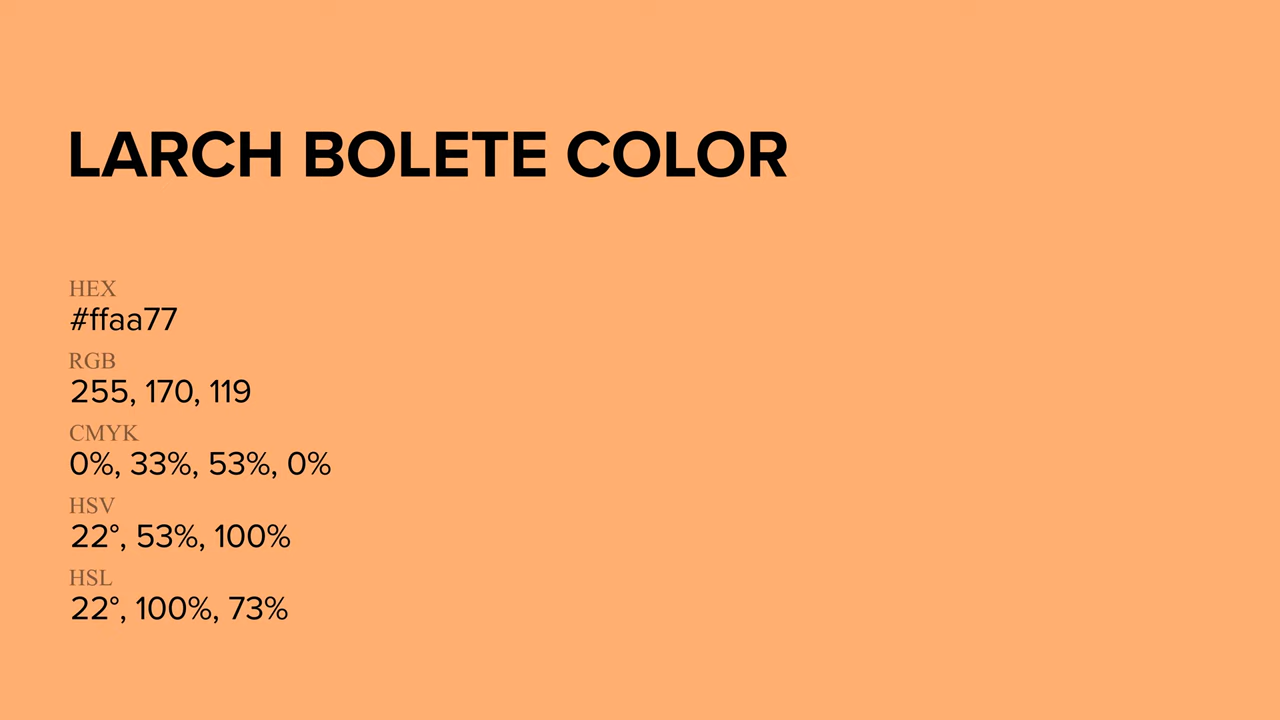 LARCH BOLETE COLOR
HEX
#ffaa77
RGB
255, 170, 119
CMYK
0%, 33%, 53%, 0%
HSV
22°, 53%, 100%
HSL
22°, 100%, 73%